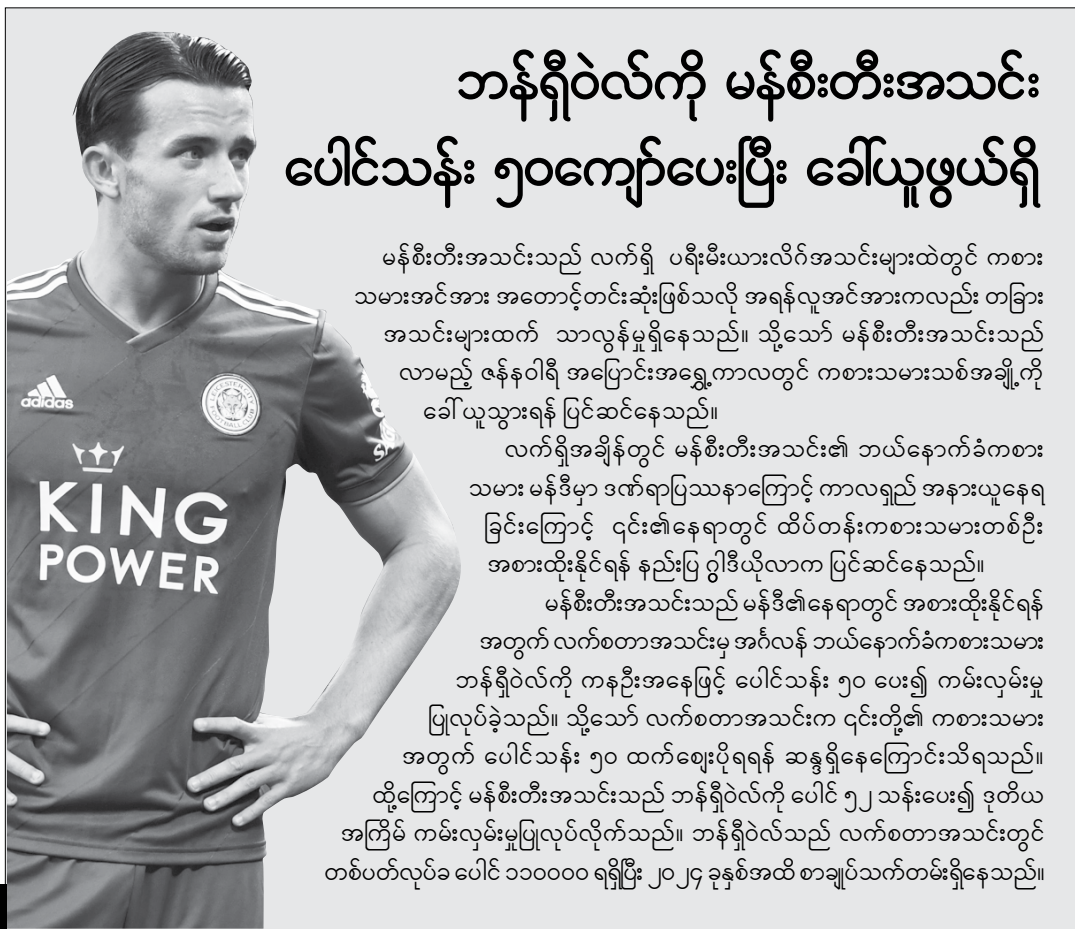 ဘန်ရှီဝဲလ်ကို မန်စီးတီးအသင်း
ပေါင်သန်း ၅၀ကျော်ပေးပြီး ခေါ်ယူဖွယ်ရှိ
မန်စီးတီးအသင်းသည် လက်ရှိ ပရီးမီးယားလိဂ်အသင်းများထဲတွင် ကစား
သမားအင်အား အတောင့်တင်းဆုံးဖြစ်သလို အရန်လူအင်အားကလည်း တခြား
အသင်းများထက် သာလွန်မှုရှိနေသည်။ သို့သော် မန်စီးတီးအသင်းသည်
လာမည့် ဇန်နဝါရီ အပြောင်းအရွှေ့ကာလတွင် ကစားသမားသစ်အချို့ကို
ခေါ် ယူသွားရန် ပြင်ဆင်နေသည်။
လက်ရှိအချိန်တွင် မန်စီးတီးအသင်း၏ ဘယ်နောက်ခံကစား
သမား မန်ဒီမှာ ဒဏ်ရာပြဿနာကြောင့် ကာလရှည် အနားယူနေရ
ခြင်းကြောင့် ၎င်း၏နေရာတွင် ထိပ်တန်းကစားသမားတစ်ဦး
အစားထိုးနိုင်ရန် နည်းပြ ဂွါဒီယိုလာက ပြင်ဆင်နေသည်။
မန်စီးတီးအသင်းသည် မန်ဒီ၏နေရာတွင် အစားထိုးနိုင်ရန်
အတွက် လက်စတာအသင်းမှ အင်္ဂလန် ဘယ်နောက်ခံကစားသမား
ဘန်ရှီဝဲလ်ကို ကနဦးအနေဖြင့် ပေါင်သန်း ၅၀ ပေး၍ ကမ်းလှမ်းမှု
ပြုလုပ်ခဲ့သည်။ သို့သော် လက်စတာအသင်းက ၎င်းတို့၏ ကစားသမား
အတွက် ပေါင်သန်း ၅၀ ထက်ဈေးပိုရရန် ဆန္ဒရှိနေကြောင်းသိရသည်။
ထို့ကြောင့် မန်စီးတီးအသင်းသည် ဘန်ရှီဝဲလ်ကို ပေါင် ၅၂ သန်းပေး၍ ဒုတိယ
အကြိမ် ကမ်းလှမ်းမှုပြုလုပ်လိုက်သည်။ ဘန်ရှီဝဲလ်သည် လက်စတာအသင်းတွင်
တစ်ပတ်လုပ်ခ ပေါင် ၁၁၀၀၀၀ ရရှိပြီး ၂၀၂၄ ခုနှစ်အထိ စာချုပ်သက်တမ်းရှိနေသည်။
adidas
LEICESTER CITY
FOOTBALL CLUB
KING
POWER